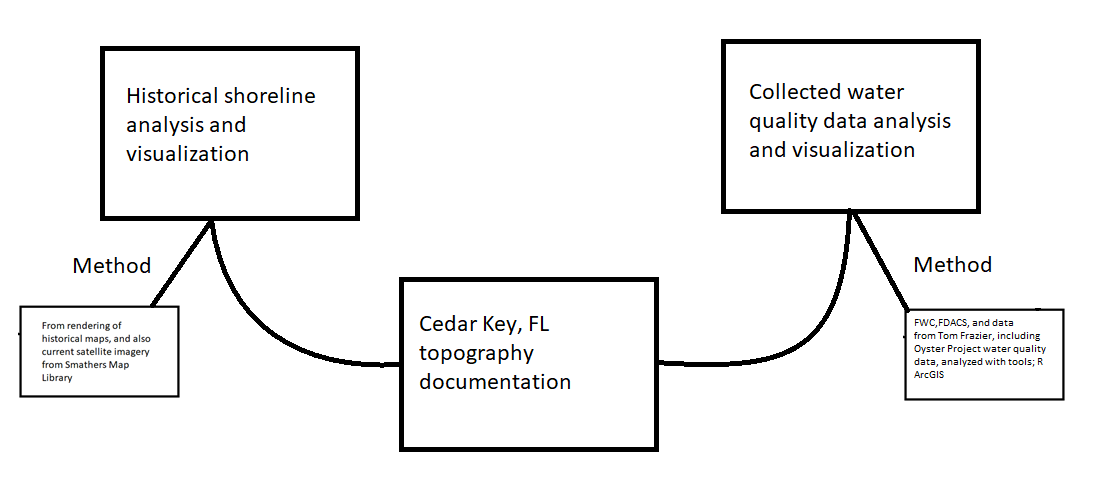 Historical shoreline
analysis and
visualization
Collected water
quality data analysis
and visualization
Method
Method
From rendering of
historical maps, and also
current satellite imagery
from Smathers Map
Library
Cedar Key, FL
topography
documentation
FWC,FDACS, and data
from Tom Frazier, including
Oyster Project water quality
data, analyzed with tools; R
ArcGIS